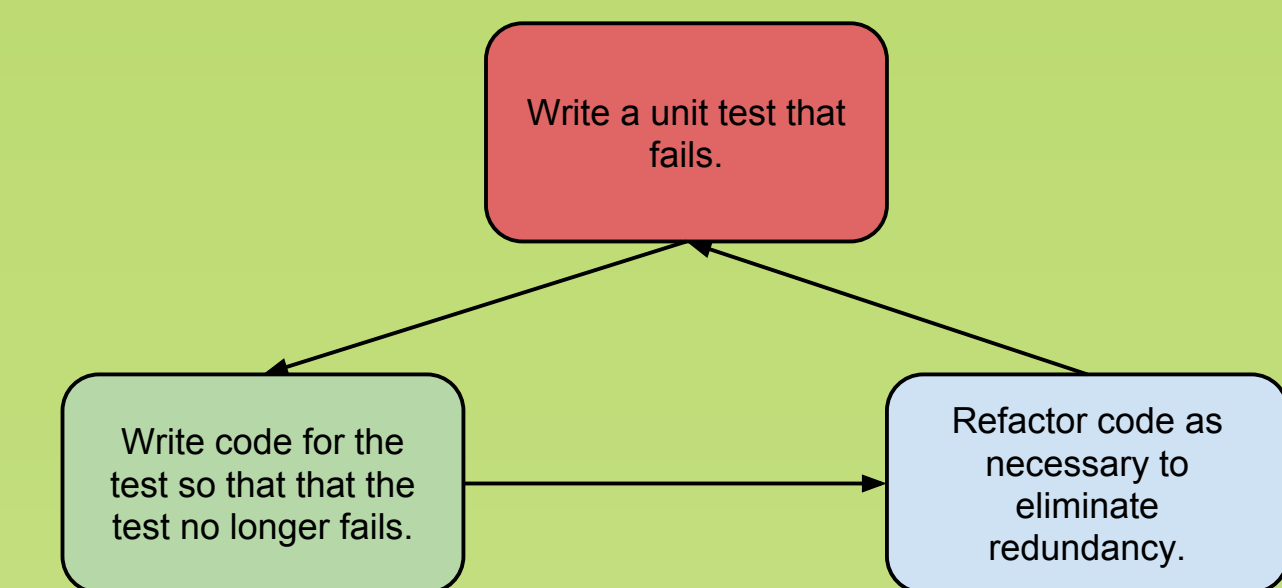 Write a unit test that
fails.
Write code for the
test so that that the
test no longer fails.
Refactor code as
necessary to
eliminate
redundancy.